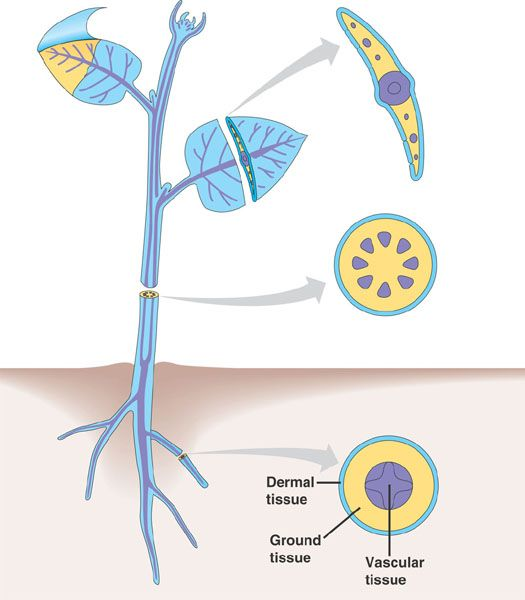 Dermal
tissue
Ground
tissue
Vascular
tissue